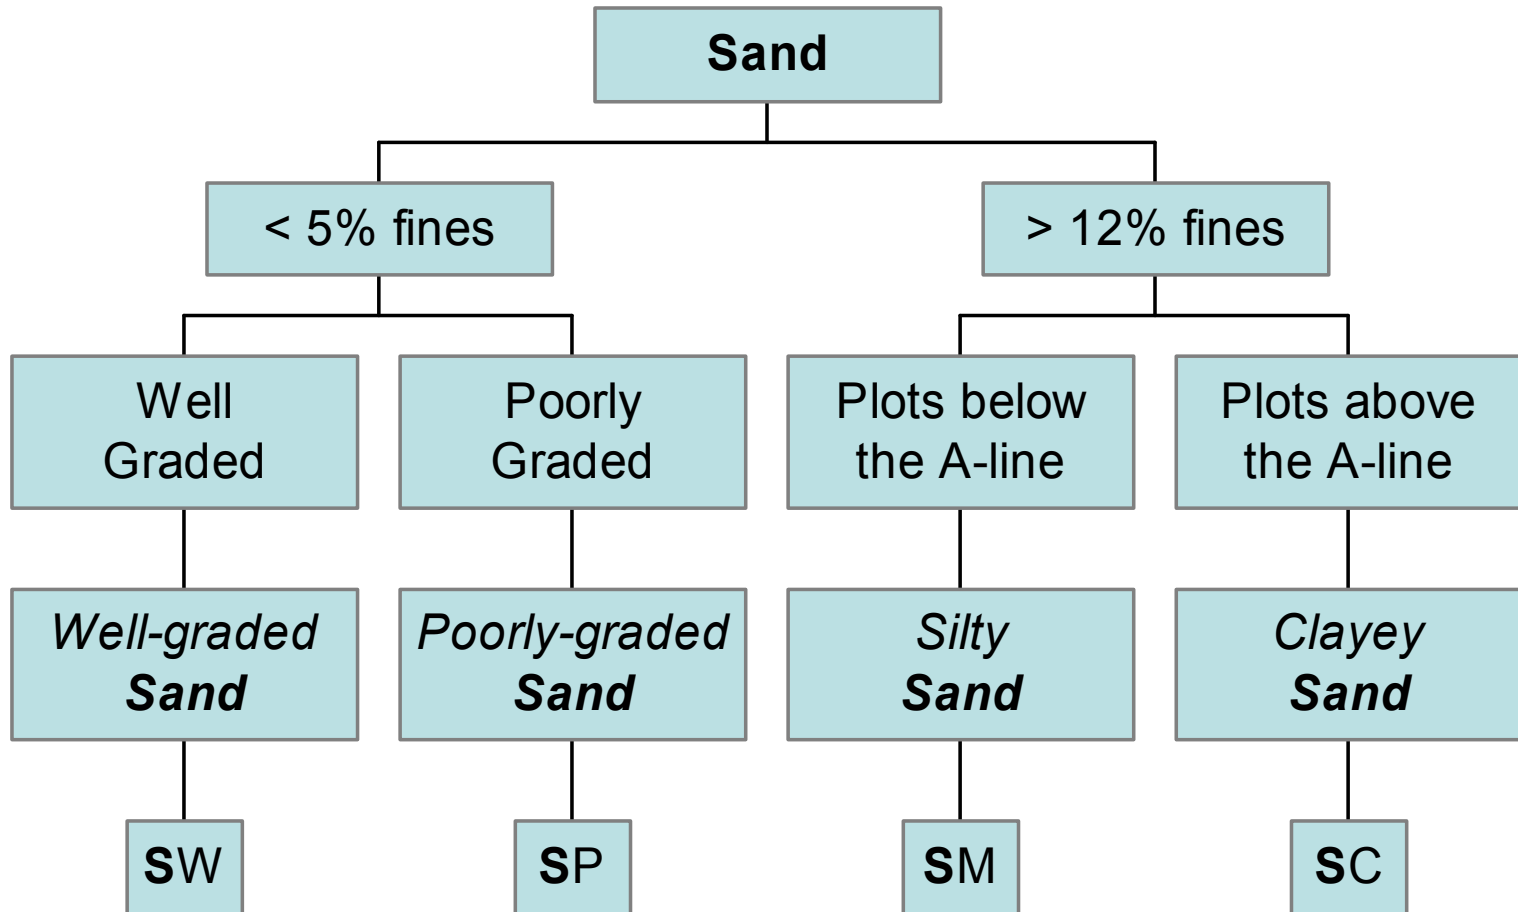 Sand
< 5% fines
> 12% fines
Well
Graded
Poorly
Graded
Plots below
the A-line
Plots above
the A-line
Well-graded
Sand
Poorly-graded
Sand
Silty
Sand
Clayey
Sand
SW
SP
SM
SC